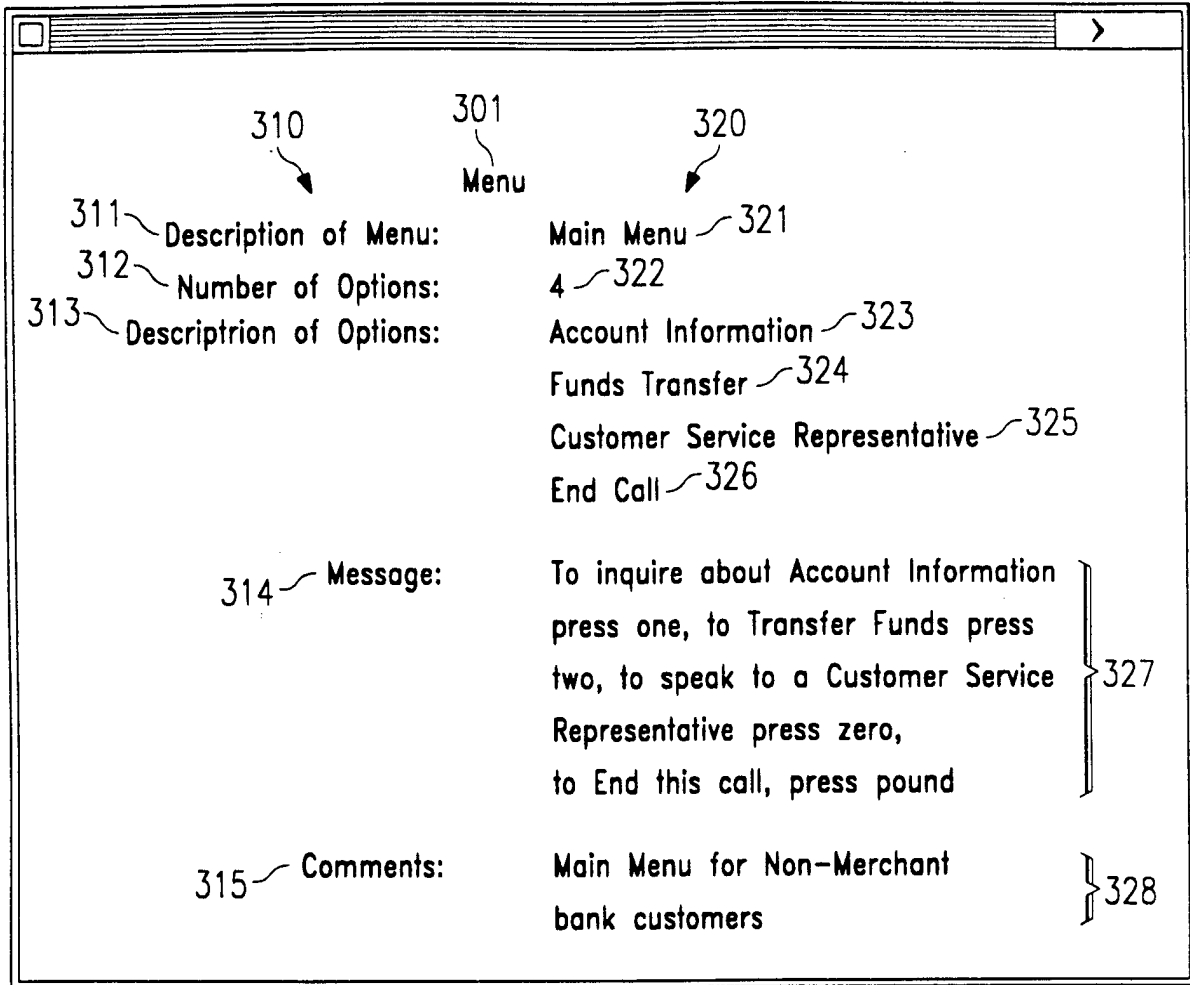 >
310 301 320
Menu
311 Description of Menu: Main Menu 321
312 Number of Options: 4 322
313 Descriptrion of Options: Account Information 323
Funds Transfer 324
Customer Service Representative 325
End Call 326
314 Message: To inquire about Account Information
press one, to Transfer Funds press
two, to speak to a Customer Service 327
Representative press zero,
to End this call, press pound
315 Comments: Main Menu for Non-Merchant
bank customers 328